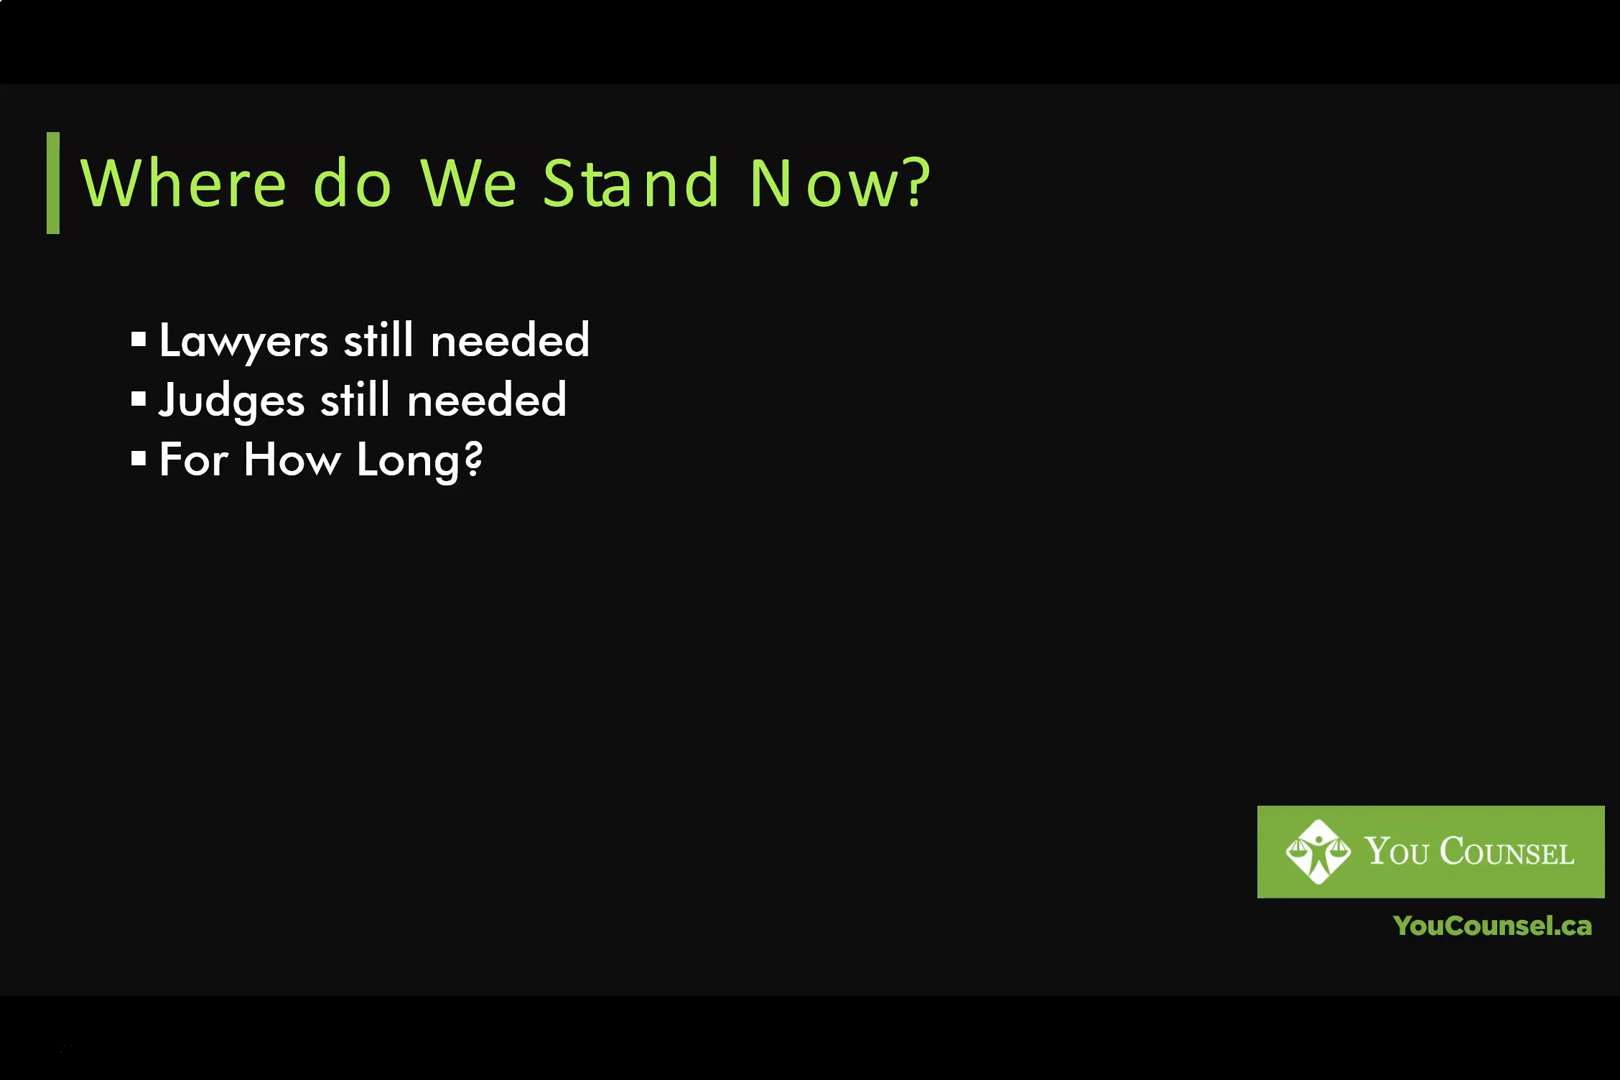 Where do We Stand Now?
Lawyers still needed
Judges still needed
For How Long?
YOU COUNSEL
YouCounsel.ca